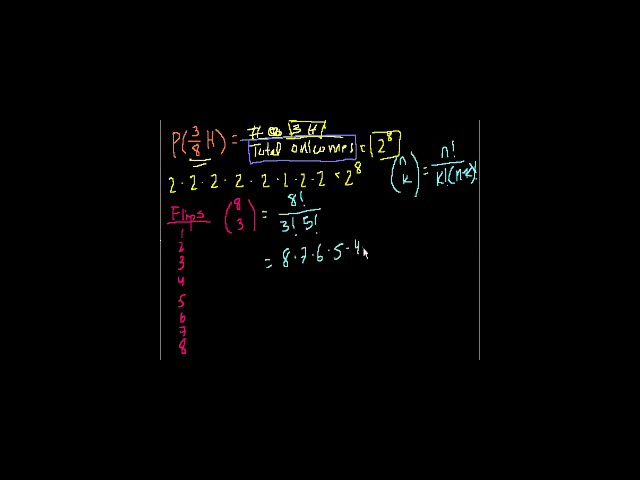 P(3/8 H) = # o 3 H / Total outcomes = 2^8
2·2·2·2·2·2·2·2 = 2^8
(n k) = n! / k!(n-k)!
Flips
(8 3) = 8! / 3! 5!
= 8·7·6·5·4
1
2
3
4
5
6
7
8